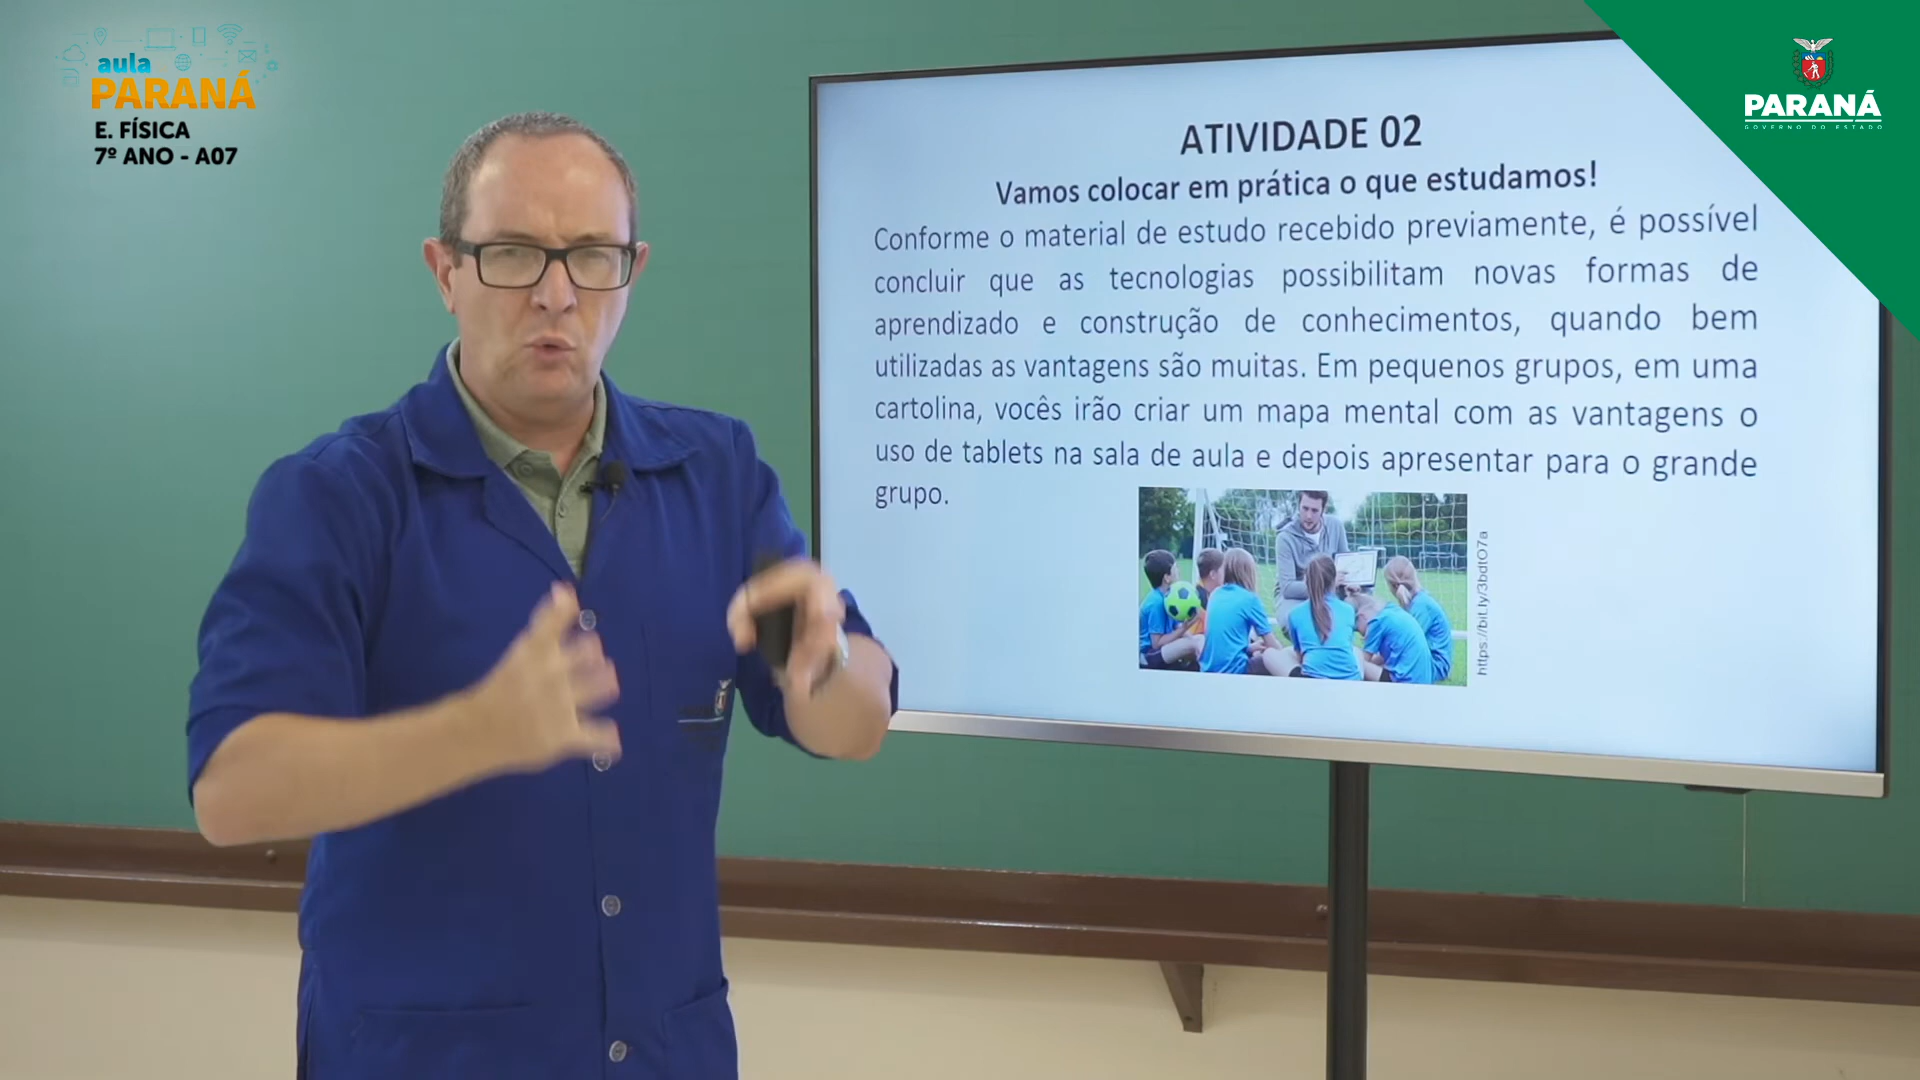 aula
PARANÁ
E. FÍSICA
7º ANO - A07
PARANÁ
GOVERNO DO ESTADO
ATIVIDADE 02
Vamos colocar em prática o que estudamos!
Conforme o material de estudo recebido previamente, é possível
concluir que as tecnologias possibilitam novas formas de
aprendizado e construção de conhecimentos, quando bem
utilizadas as vantagens são muitas. Em pequenos grupos, em uma
cartolina, vocês irão criar um mapa mental com as vantagens o
uso de tablets na sala de aula e depois apresentar para o grande
grupo.
https://bit.ly/3bdtO7a